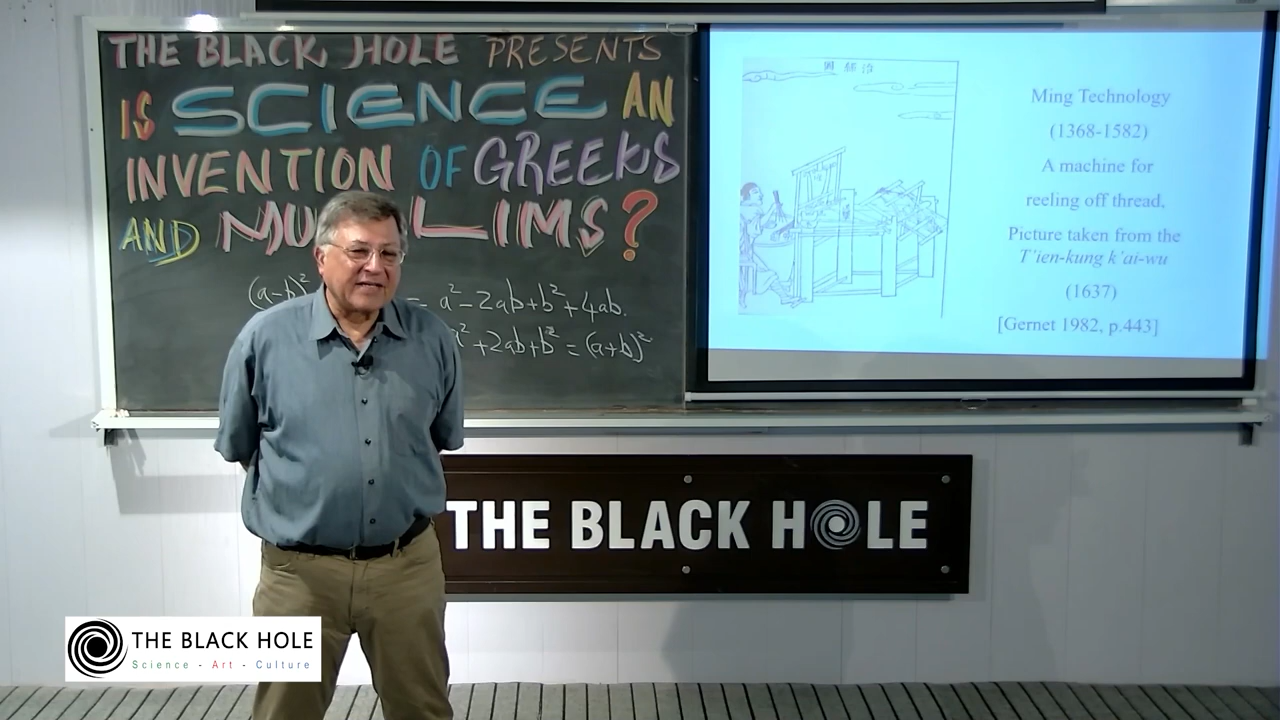 THE BLACK HOLE PRESENTS
IS SCIENCE AN
INVENTION OF GREEKS
AND MU LIMS?
(a-b)² = a²-2ab+b²+4ab.
a²+2ab+b²=(a+b)²
Ming Technology
(1368-1582)
A machine for
reeling off thread,
Picture taken from the
T'ien-kung k'ai-wu
(1637)
[Gernet 1982, p.443]
THE BLACK HOLE
THE BLACK HOLE
Science - Art - Culture